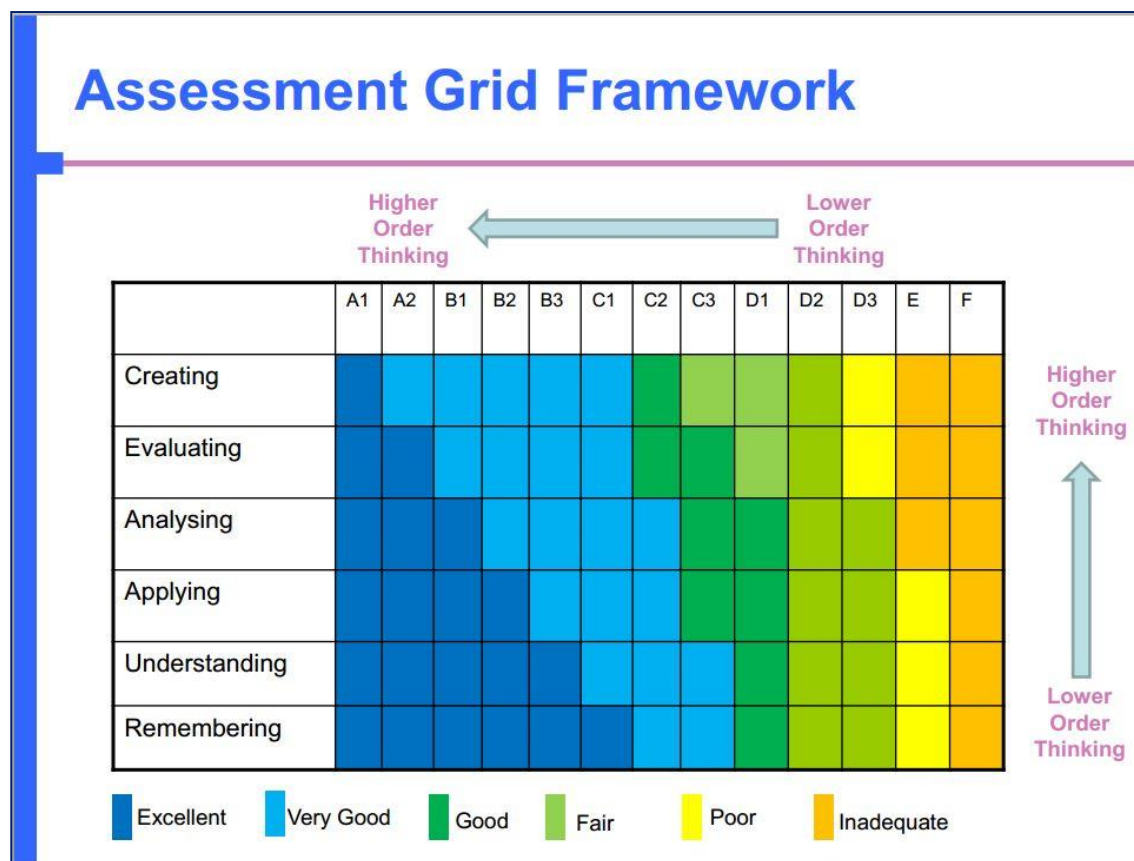 Assessment Grid Framework
Higher
Order
Thinking
Lower
Order
Thinking
A1 A2 B1 B2 B3 C1 C2 C3 D1 D2 D3 E F
Creating
Evaluating
Analysing
Applying
Understanding
Remembering
Higher
Order
Thinking
Lower
Order
Thinking
Excellent Very Good Good Fair Poor Inadequate